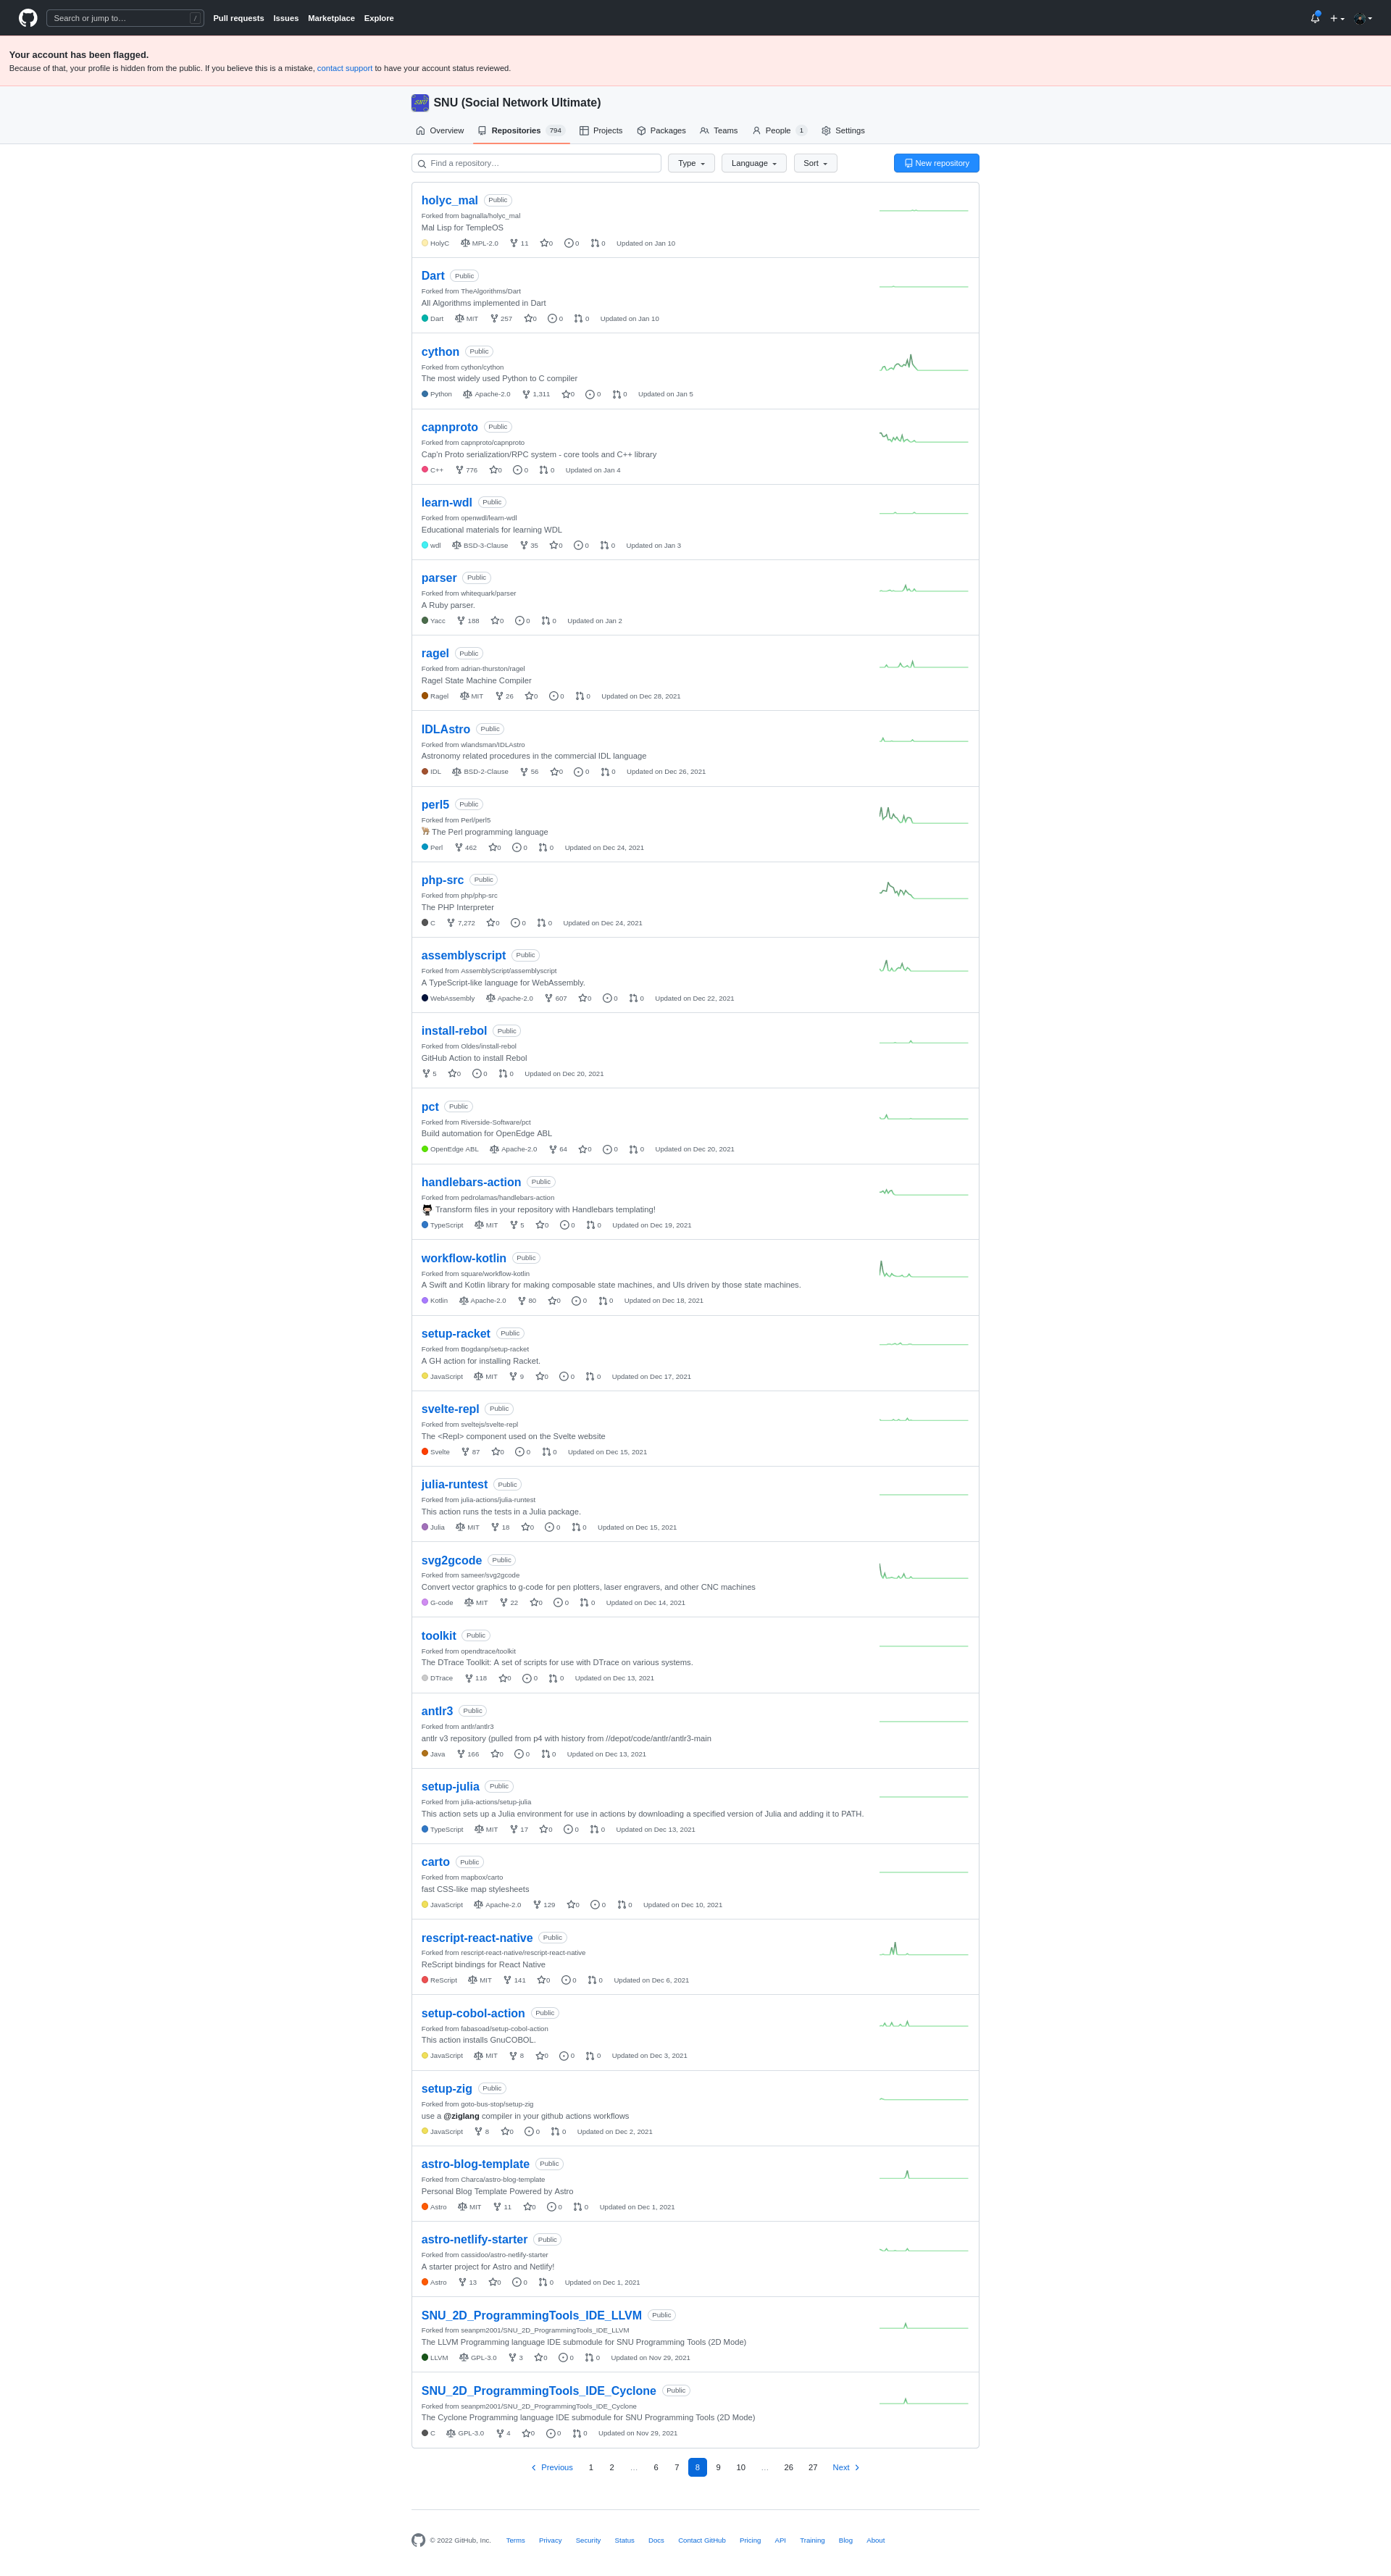 Search or jump to… /
Pull requests Issues Marketplace Explore
Your account has been flagged.
Because of that, your profile is hidden from the public. If you believe this is a mistake, contact support to have your account status reviewed.
SNU SNU (Social Network Ultimate)
Overview Repositories 794 Projects Packages Teams People 1 Settings
Find a repository… Type Language Sort New repository
holyc_mal Public
Forked from bagnalla/holyc_mal
Mal Lisp for TempleOS
HolyC MPL-2.0 11 0 0 0 Updated on Jan 10
Dart Public
Forked from TheAlgorithms/Dart
All Algorithms implemented in Dart
Dart MIT 257 0 0 0 Updated on Jan 10
cython Public
Forked from cython/cython
The most widely used Python to C compiler
Python Apache-2.0 1,311 0 0 0 Updated on Jan 5
capnproto Public
Forked from capnproto/capnproto
Cap'n Proto serialization/RPC system - core tools and C++ library
C++ 776 0 0 0 Updated on Jan 4
learn-wdl Public
Forked from openwdl/learn-wdl
Educational materials for learning WDL
wdl BSD-3-Clause 35 0 0 0 Updated on Jan 3
parser Public
Forked from whitequark/parser
A Ruby parser.
Yacc 188 0 0 0 Updated on Jan 2
ragel Public
Forked from adrian-thurston/ragel
Ragel State Machine Compiler
Ragel MIT 26 0 0 0 Updated on Dec 28, 2021
IDLAstro Public
Forked from wlandsman/IDLAstro
Astronomy related procedures in the commercial IDL language
IDL BSD-2-Clause 56 0 0 0 Updated on Dec 26, 2021
perl5 Public
Forked from Perl/perl5
🐫 The Perl programming language
Perl 462 0 0 0 Updated on Dec 24, 2021
php-src Public
Forked from php/php-src
The PHP Interpreter
C 7,272 0 0 0 Updated on Dec 24, 2021
assemblyscript Public
Forked from AssemblyScript/assemblyscript
A TypeScript-like language for WebAssembly.
WebAssembly Apache-2.0 607 0 0 0 Updated on Dec 22, 2021
install-rebol Public
Forked from Oldes/install-rebol
GitHub Action to install Rebol
5 0 0 0 Updated on Dec 20, 2021
pct Public
Forked from Riverside-Software/pct
Build automation for OpenEdge ABL
OpenEdge ABL Apache-2.0 64 0 0 0 Updated on Dec 20, 2021
handlebars-action Public
Forked from pedrolamas/handlebars-action
Transform files in your repository with Handlebars templating!
TypeScript MIT 5 0 0 0 Updated on Dec 19, 2021
workflow-kotlin Public
Forked from square/workflow-kotlin
A Swift and Kotlin library for making composable state machines, and UIs driven by those state machines.
Kotlin Apache-2.0 80 0 0 0 Updated on Dec 18, 2021
setup-racket Public
Forked from Bogdanp/setup-racket
A GH action for installing Racket.
JavaScript MIT 9 0 0 0 Updated on Dec 17, 2021
svelte-repl Public
Forked from sveltejs/svelte-repl
The <Repl> component used on the Svelte website
Svelte 87 0 0 0 Updated on Dec 15, 2021
julia-runtest Public
Forked from julia-actions/julia-runtest
This action runs the tests in a Julia package.
Julia MIT 18 0 0 0 Updated on Dec 15, 2021
svg2gcode Public
Forked from sameer/svg2gcode
Convert vector graphics to g-code for pen plotters, laser engravers, and other CNC machines
G-code MIT 22 0 0 0 Updated on Dec 14, 2021
toolkit Public
Forked from opendtrace/toolkit
The DTrace Toolkit: A set of scripts for use with DTrace on various systems.
DTrace 118 0 0 0 Updated on Dec 13, 2021
antlr3 Public
Forked from antlr/antlr3
antlr v3 repository (pulled from p4 with history from //depot/code/antlr/antlr3-main
Java 166 0 0 0 Updated on Dec 13, 2021
setup-julia Public
Forked from julia-actions/setup-julia
This action sets up a Julia environment for use in actions by downloading a specified version of Julia and adding it to PATH.
TypeScript MIT 17 0 0 0 Updated on Dec 13, 2021
carto Public
Forked from mapbox/carto
fast CSS-like map stylesheets
JavaScript Apache-2.0 129 0 0 0 Updated on Dec 10, 2021
rescript-react-native Public
Forked from rescript-react-native/rescript-react-native
ReScript bindings for React Native
ReScript MIT 141 0 0 0 Updated on Dec 6, 2021
setup-cobol-action Public
Forked from fabasoad/setup-cobol-action
This action installs GnuCOBOL.
JavaScript MIT 8 0 0 0 Updated on Dec 3, 2021
setup-zig Public
Forked from goto-bus-stop/setup-zig
use a @ziglang compiler in your github actions workflows
JavaScript 8 0 0 0 Updated on Dec 2, 2021
astro-blog-template Public
Forked from Charca/astro-blog-template
Personal Blog Template Powered by Astro
Astro MIT 11 0 0 0 Updated on Dec 1, 2021
astro-netlify-starter Public
Forked from cassidoo/astro-netlify-starter
A starter project for Astro and Netlify!
Astro 13 0 0 0 Updated on Dec 1, 2021
SNU_2D_ProgrammingTools_IDE_LLVM Public
Forked from seanpm2001/SNU_2D_ProgrammingTools_IDE_LLVM
The LLVM Programming language IDE submodule for SNU Programming Tools (2D Mode)
LLVM GPL-3.0 3 0 0 0 Updated on Nov 29, 2021
SNU_2D_ProgrammingTools_IDE_Cyclone Public
Forked from seanpm2001/SNU_2D_ProgrammingTools_IDE_Cyclone
The Cyclone Programming language IDE submodule for SNU Programming Tools (2D Mode)
C GPL-3.0 4 0 0 0 Updated on Nov 29, 2021
Previous 1 2 … 6 7 8 9 10 … 26 27 Next
© 2022 GitHub, Inc. Terms Privacy Security Status Docs Contact GitHub Pricing API Training Blog About